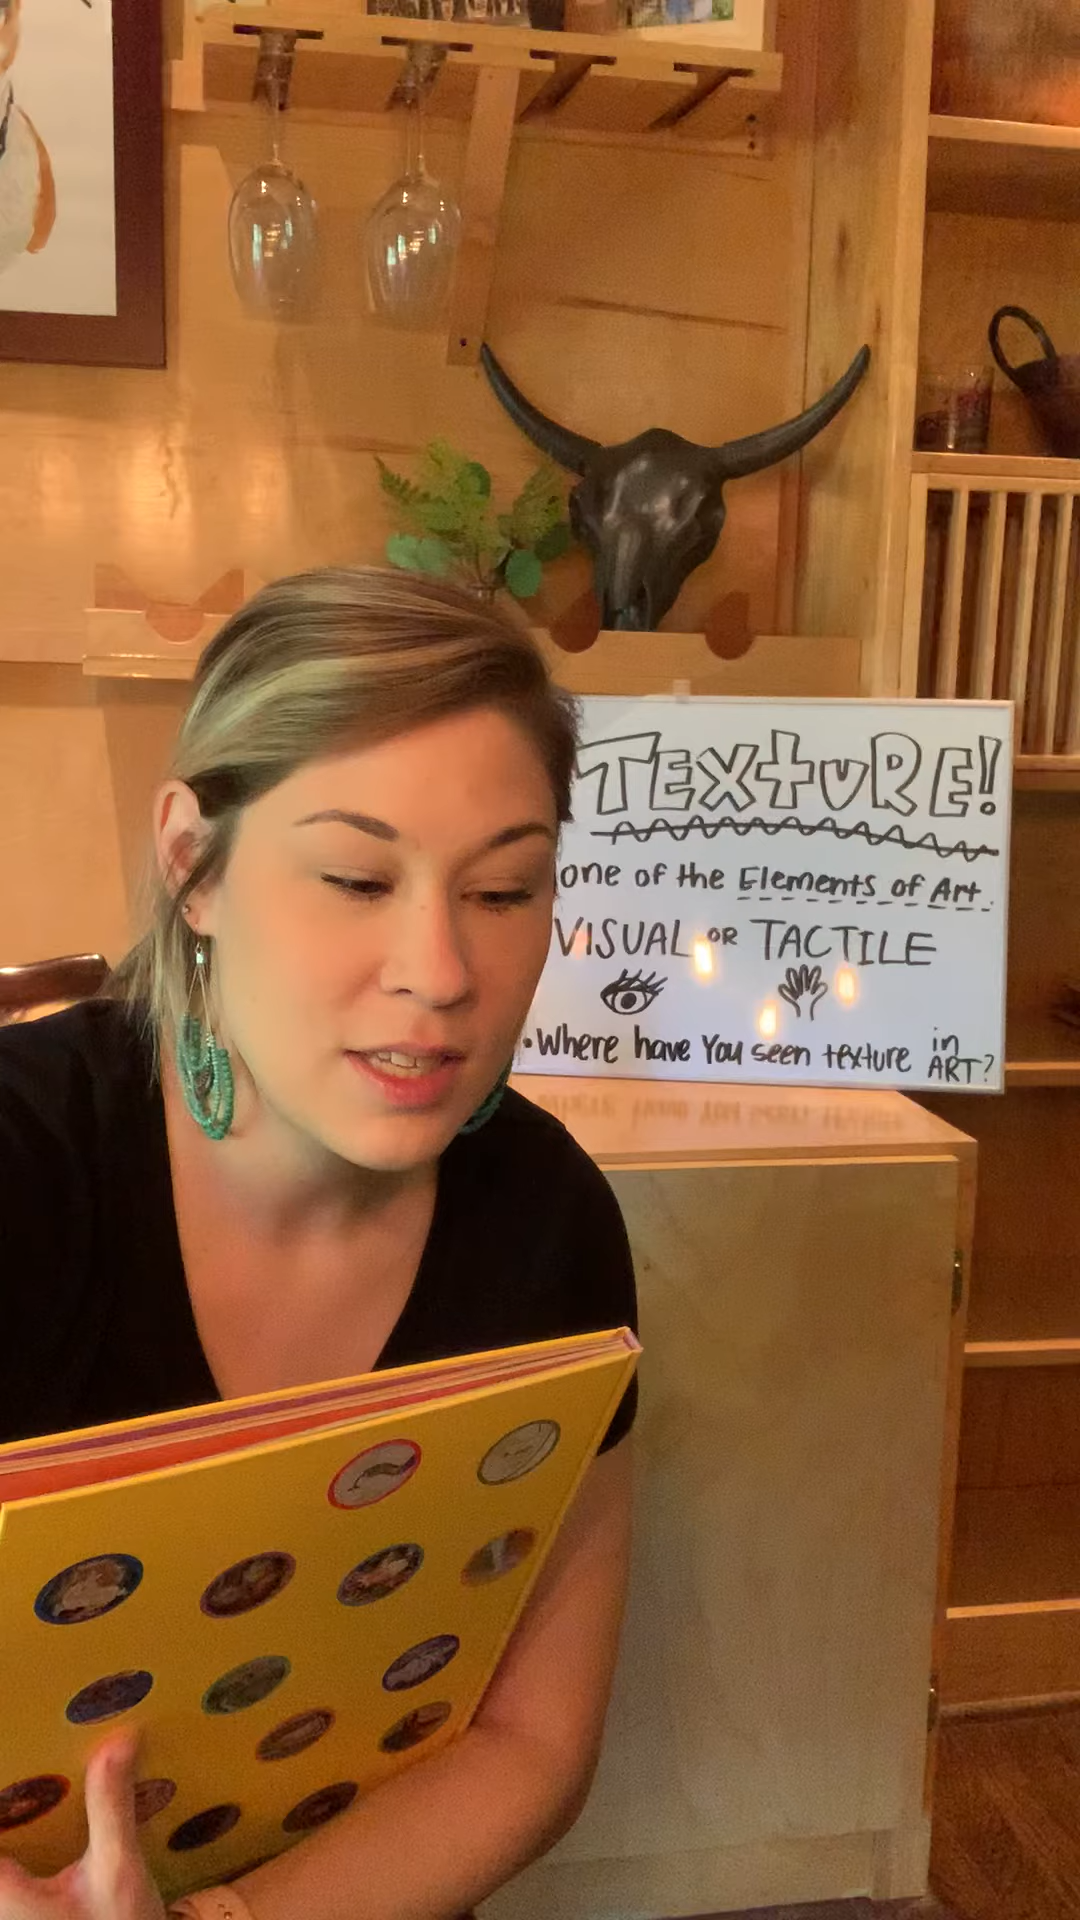 TEXTURE!
one of the Elements of Art.
VISUAL OR TACTILE
• Where have You seen texture in ART?